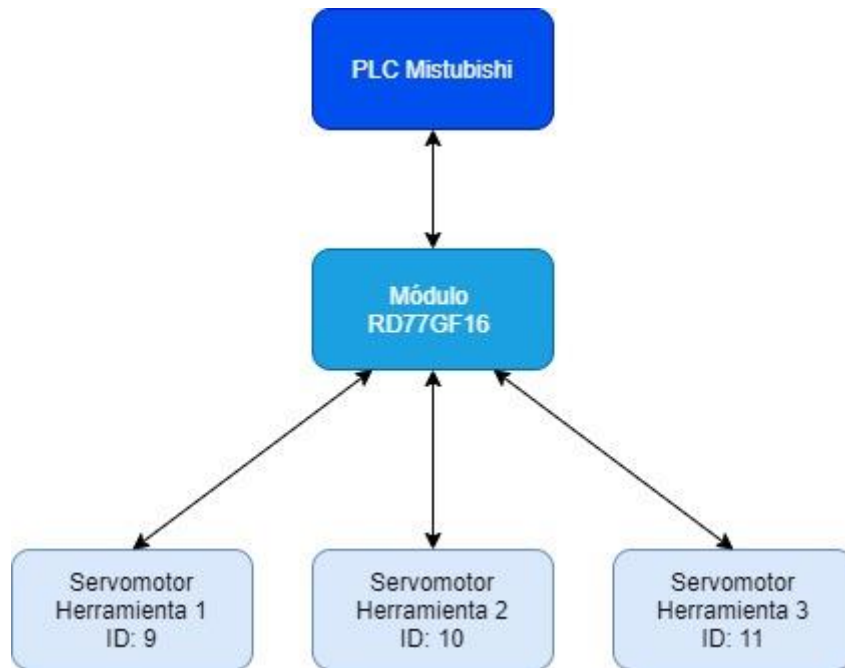 PLC Mistubishi
Módulo
RD77GF16
Servomotor
Herramienta 1
ID: 9
Servomotor
Herramienta 2
ID: 10
Servomotor
Herramienta 3
ID: 11